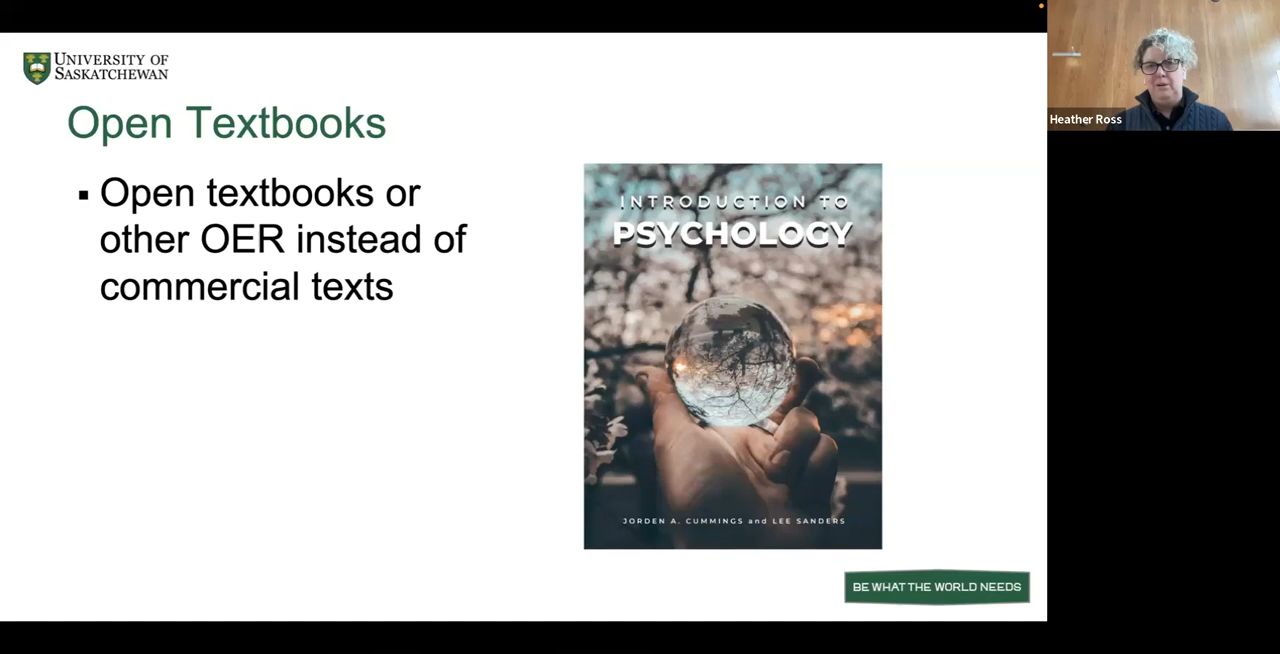 UNIVERSITY OF
SASKATCHEWAN
Open Textbooks
▪ Open textbooks or
other OER instead of
commercial texts
INTRODUCTION TO
PSYCHOLOGY
JORDEN A. CUMMINGS and LEE SANDERS
BE WHAT THE WORLD NEEDS
Heather Ross